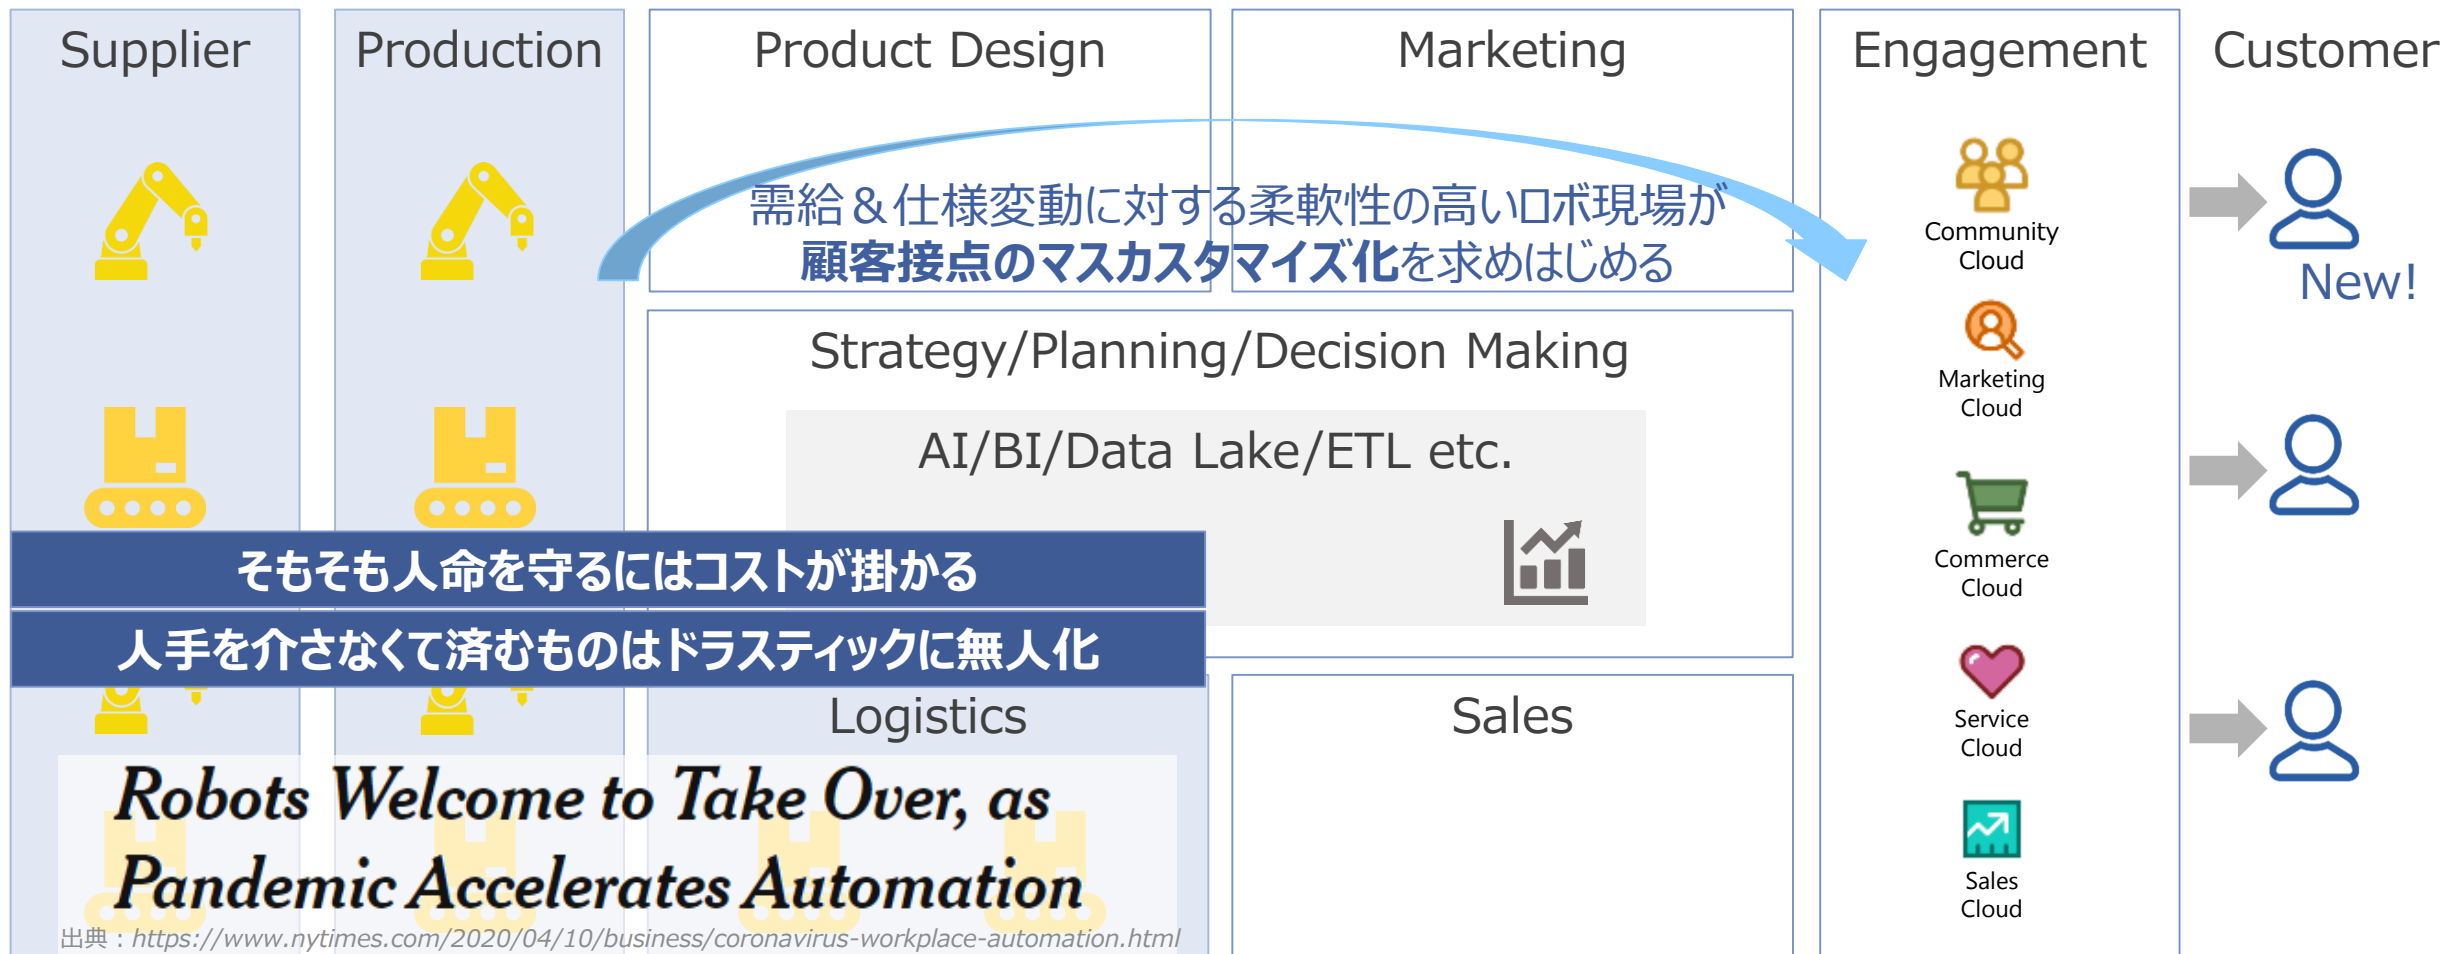 Supplier
Production
Product Design
Marketing
Engagement
Customer
需給＆仕様変動に対する柔軟性の高いロボ現場が
顧客接点のマスカスタマイズ化を求めはじめる
Community
Cloud
New!
Marketing
Cloud
Strategy/Planning/Decision Making
AI/BI/Data Lake/ETL etc.
Commerce
Cloud
そもそも人命を守るにはコストが掛かる
人手を介さなくて済むものはドラスティックに無人化
Logistics
Sales
Service
Cloud
Robots Welcome to Take Over, as
Pandemic Accelerates Automation
Sales
Cloud
出典：https://www.nytimes.com/2020/04/10/business/coronavirus-workplace-automation.html